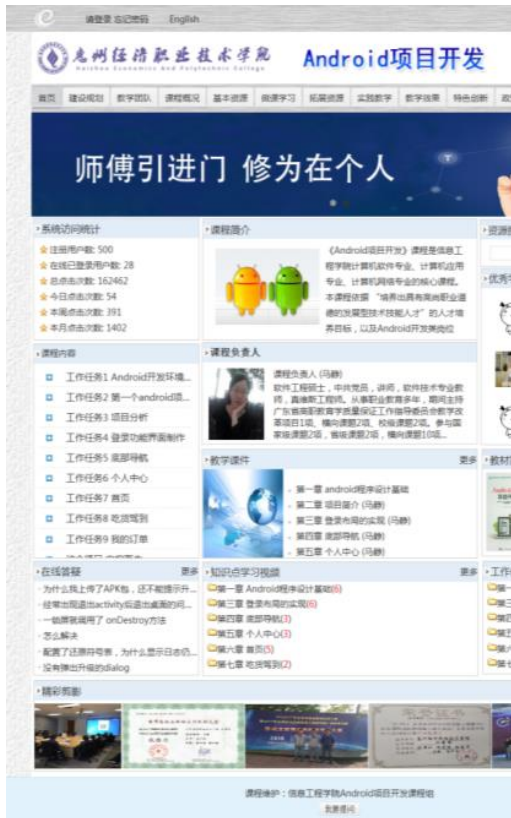 请登录 忘记密码 English
惠州经济职业技术学院
Huizhou Economics and Polytechnic College
Android项目开发
首页 建设规划 教学团队 课程概况 基本资源 微课学习 拓展资源 实践教学 教学效果 特色创新
师傅引进门 修为在个人
系统访问统计
注册用户数: 500
在线已登录用户数: 28
总点击次数: 162462
今日点击次数: 54
本周点击次数: 391
本月点击次数: 1402
课程简介
《Android项目开发》课程是信息工
程学院计算机软件专业、计算机应用
专业、计算机网络专业的核心课程。
本课程依据“培养出具有高尚职业道
德的发展型技术技能人才”的人才培
养目标，以及Android开发类岗位
课程内容
工作任务1 Android开发环境...
工作任务2 第一个android项...
工作任务3 项目分析
工作任务4 登录功能界面制作
工作任务5 底部导航
工作任务6 个人中心
工作任务7 首页
工作任务8 吃货驾到
工作任务9 我的订单
课程负责人
课程负责人 (马静)
软件工程硕士，中共党员，讲师，软件技术专业教
师，高维斯工程师。从事职业教育多年，期间主持
广东省高职教育学质量保证工作指导委员会教学改
革项目1项、横向课题2项、校级课题2项。参与国
家级课题2项，省级课题2项，横向课题10项...
教学课件 更多
第一章 android程序设计基础
第二章 项目简介 (马静)
第三章 登录布局的实现 (马静)
第四章 底部导航 (马静)
第五章 个人中心 (马静)
在线答疑 更多
为什么我上传了APK包，还不能提示升...
经常出现退出activity后退出桌面的问...
一锁屏就调用了 onDestroy方法
怎么解决
配置了还原符号表，为什么显示日志仍...
没有弹出升级的dialog
知识点学习视频 更多
第一章 Android程序设计基础(6)
第三章 登录布局的实现(6)
第四章 底部导航(3)
第五章 个人中心(3)
第六章 首页(5)
第七章 吃货驾到(2)
精彩剪影
荣誉证书
课程维护：信息工程学院Android项目开发课程组
我要提问